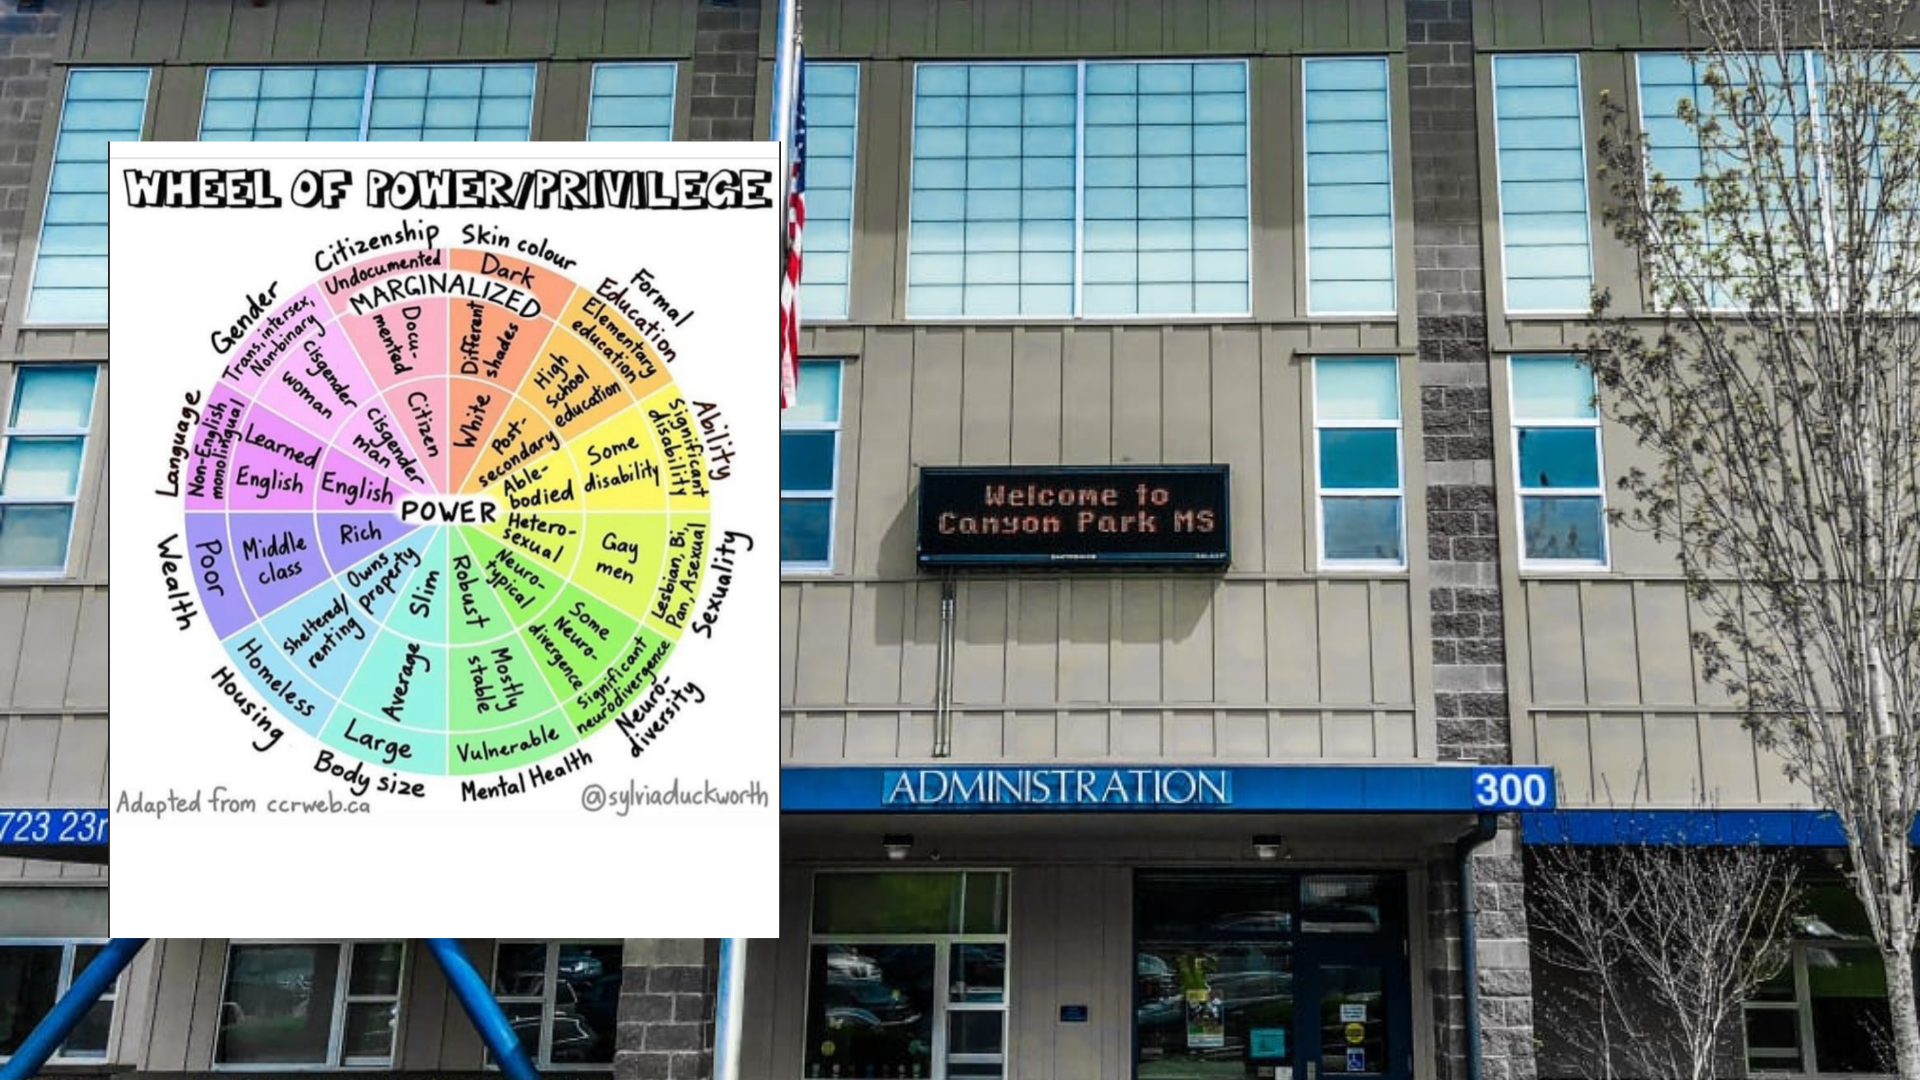 WHEEL OF POWER/PRIVILEGE
Citizenship
Skin colour
Formal
Education
Ability
Sexuality
Neuro-
diversity
Mental Health
Body size
Housing
Wealth
Language
Gender
Undocumented
Dark
MARGINALIZED
Docu-
mented
Citizen
Different
shades
White
Elementary
education
High
school
education
Post-
secondary
Significant
disability
Some
disability
Able-
bodied
Lesbian, Bi,
Pan, Asexual
Gay
men
Hetero-
sexual
Significant
neurodivergence
Some
Neuro-
divergence
Neuro-
typical
Vulnerable
Mostly
stable
Robust
Large
Average
Slim
Homeless
Sheltered/
renting
Owns
property
Poor
Middle
class
Rich
Non-English
monolingual
Learned
English
English
Trans, intersex,
Non-binary
cisgender
woman
cisgender
man
POWER
Adapted from ccrweb.ca
@sylviaduckworth
Welcome to
Canyon Park MS
ADMINISTRATION
300
723 23r